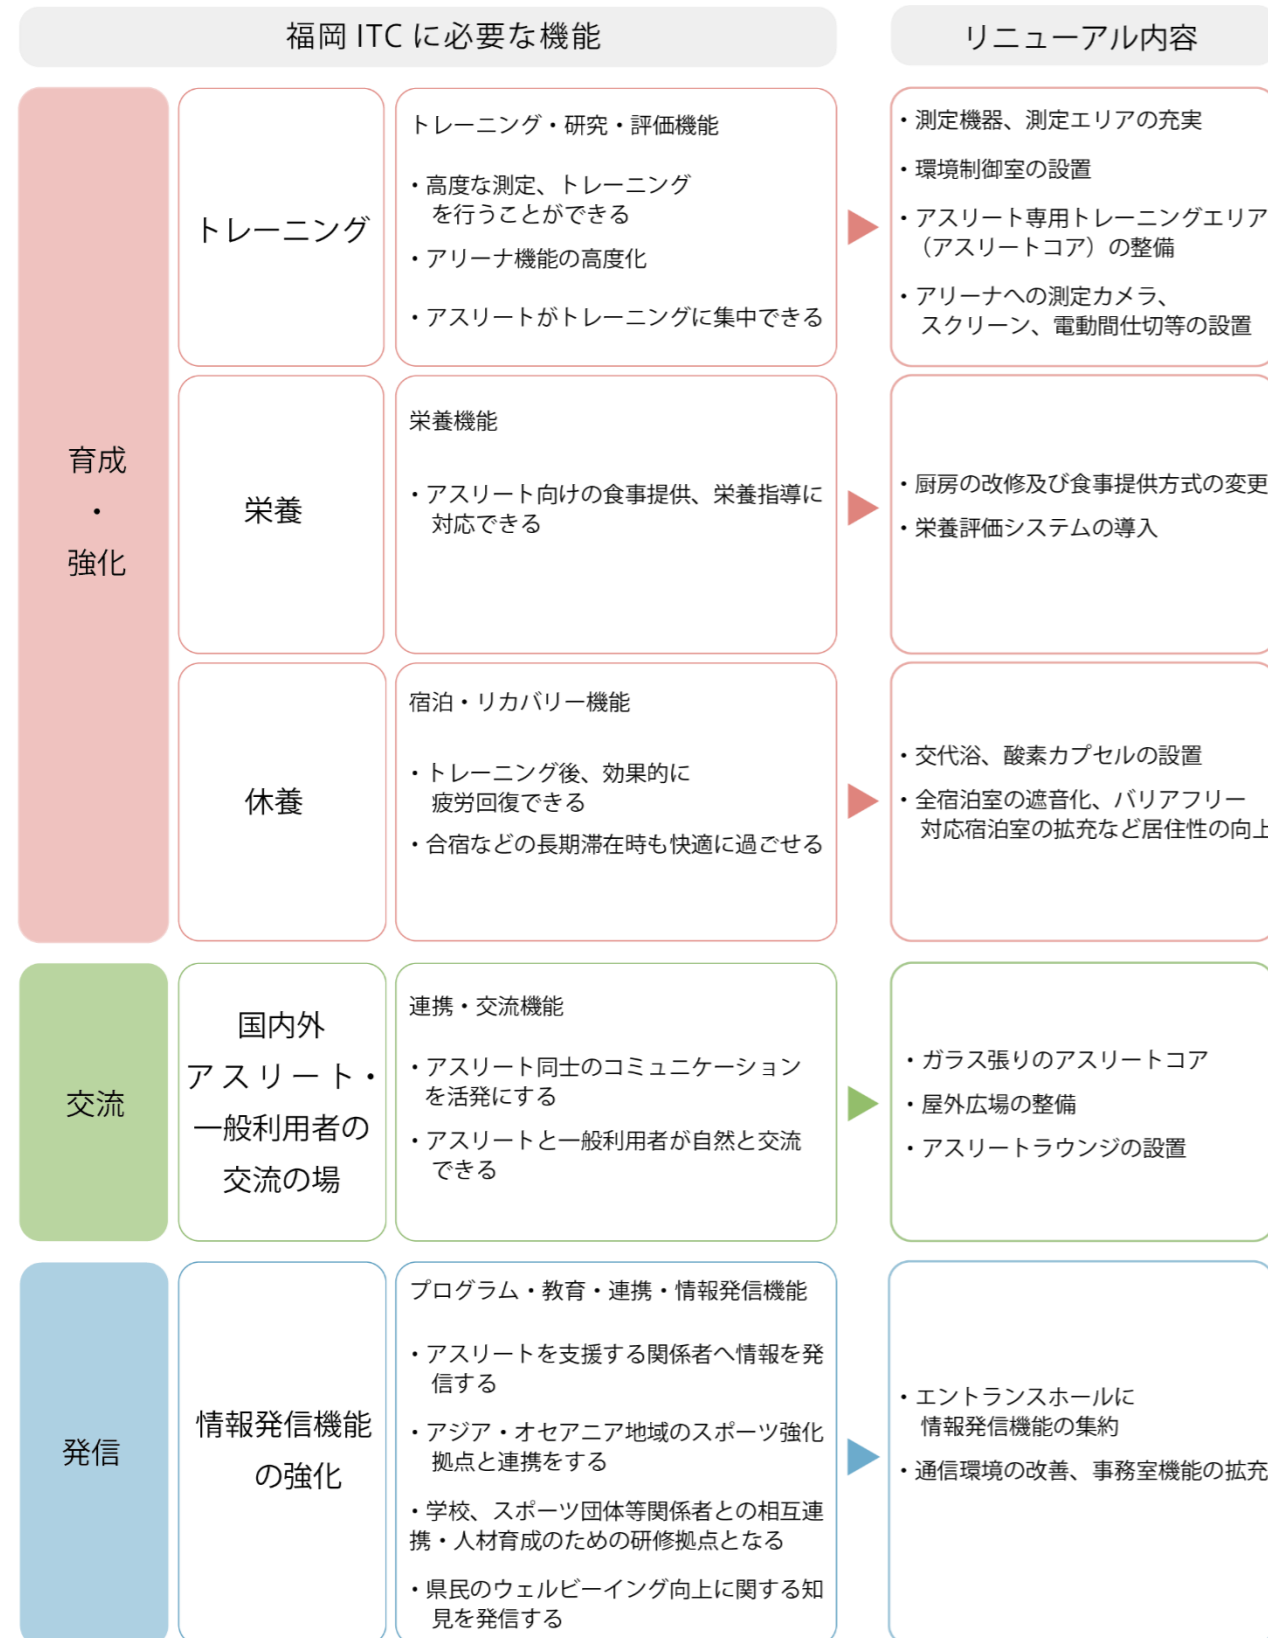 福岡 ITC に必要な機能
リニューアル内容
育成
・
強化
トレーニング
トレーニング・研究・評価機能
・高度な測定、トレーニング
を行うことができる
・アリーナ機能の高度化
・アスリートがトレーニングに集中できる
・測定機器、測定エリアの充実
・環境制御室の設置
・アスリート専用トレーニングエリア
（アスリートコア）の整備
・アリーナへの測定カメラ、
スクリーン、電動間仕切等の設置
栄養
栄養機能
・アスリート向けの食事提供、栄養指導に
対応できる
・厨房の改修及び食事提供方式の変更
・栄養評価システムの導入
休養
宿泊・リカバリー機能
・トレーニング後、効果的に
疲労回復できる
・合宿などの長期滞在時も快適に過ごせる
・交代浴、酸素カプセルの設置
・全宿泊室の遮音化、バリアフリー
対応宿泊室の拡充など居住性の向上
交流
国内外
アスリート・
一般利用者の
交流の場
連携・交流機能
・アスリート同士のコミュニケーション
を活発にする
・アスリートと一般利用者が自然と交流
できる
・ガラス張りのアスリートコア
・屋外広場の整備
・アスリートラウンジの設置
発信
情報発信機能
の強化
プログラム・教育・連携・情報発信機能
・アスリートを支援する関係者へ情報を発
信する
・アジア・オセアニア地域のスポーツ強化
拠点と連携をする
・学校、スポーツ団体等関係者との相互連
携・人材育成のための研修拠点となる
・県民のウェルビーイング向上に関する知
見を発信する
・エントランスホールに
情報発信機能の集約
・通信環境の改善、事務室機能の拡充